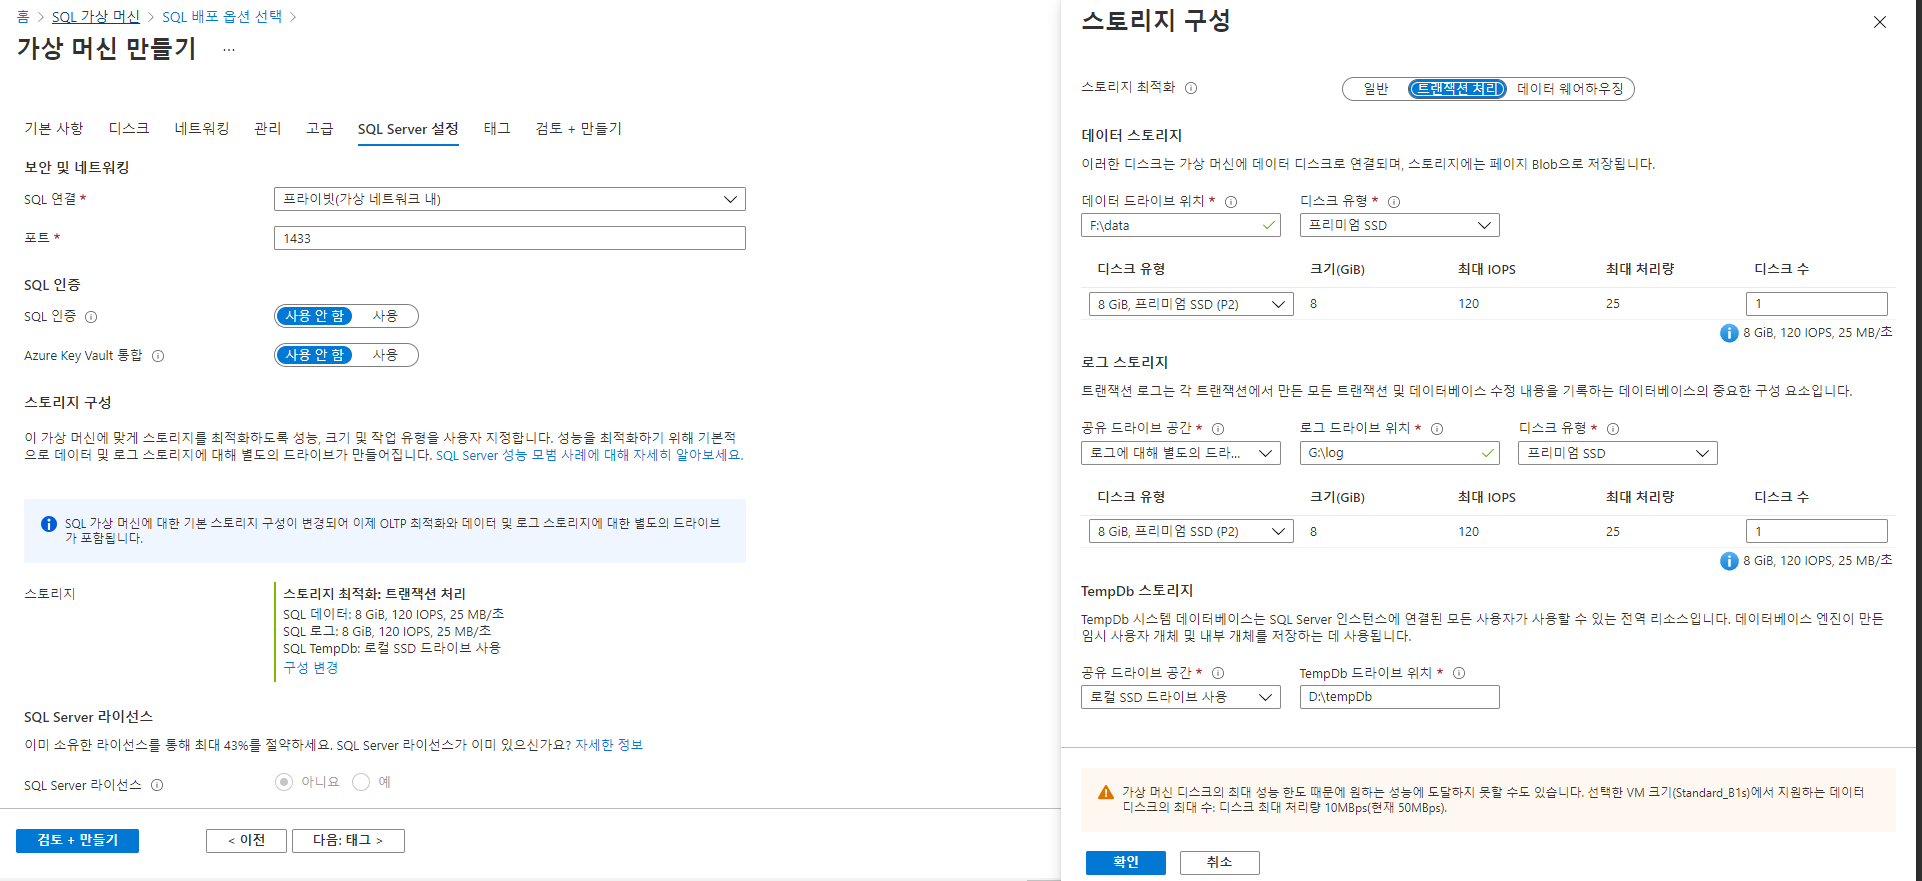 홈 > SQL 가상 머신 > SQL 배포 옵션 선택 >
가상 머신 만들기 ...
기본 사항 디스크 네트워킹 관리 고급 SQL Server 설정 태그 검토 + 만들기
보안 및 네트워킹
SQL 연결 * 프라이빗(가상 네트워크 내)
포트 * 1433
SQL 인증
SQL 인증 사용 안 함 사용
Azure Key Vault 통합 사용 안 함 사용
스토리지 구성
이 가상 머신에 맞게 스토리지를 최적화하도록 성능, 크기 및 작업 유형을 사용자 지정합니다. 성능을 최적화하기 위해 기본적
으로 데이터 및 로그 스토리지에 대해 별도의 드라이브가 만들어집니다. SQL Server 성능 모범 사례에 대해 자세히 알아보세요.
SQL 가상 머신에 대한 기본 스토리지 구성이 변경되어 이제 OLTP 최적화와 데이터 및 로그 스토리지에 대한 별도의 드라이브
가 포함됩니다.
스토리지 스토리지 최적화: 트랜잭션 처리
SQL 데이터: 8 GiB, 120 IOPS, 25 MB/초
SQL 로그: 8 GiB, 120 IOPS, 25 MB/초
SQL TempDb: 로컬 SSD 드라이브 사용
구성 변경
SQL Server 라이선스
이미 소유한 라이선스를 통해 최대 43%를 절약하세요. SQL Server 라이선스가 이미 있으신가요? 자세한 정보
SQL Server 라이선스 아니요 예
검토 + 만들기 < 이전 다음: 태그 >
스토리지 구성
스토리지 최적화 일반 트랜잭션 처리 데이터 웨어하우징
데이터 스토리지
이러한 디스크는 가상 머신에 데이터 디스크로 연결되며, 스토리지에는 페이지 Blob으로 저장됩니다.
데이터 드라이브 위치 * 디스크 유형 *
F:\data 프리미엄 SSD
디스크 유형 크기(GiB) 최대 IOPS 최대 처리량 디스크 수
8 GiB, 프리미엄 SSD (P2) 8 120 25 1
8 GiB, 120 IOPS, 25 MB/초
로그 스토리지
트랜잭션 로그는 각 트랜잭션에서 만든 모든 트랜잭션 및 데이터베이스 수정 내용을 기록하는 데이터베이스의 중요한 구성 요소입니다.
공유 드라이브 공간 * 로그 드라이브 위치 * 디스크 유형 *
로그에 대해 별도의 드라... G:\log 프리미엄 SSD
디스크 유형 크기(GiB) 최대 IOPS 최대 처리량 디스크 수
8 GiB, 프리미엄 SSD (P2) 8 120 25 1
8 GiB, 120 IOPS, 25 MB/초
TempDb 스토리지
TempDb 시스템 데이터베이스는 SQL Server 인스턴스에 연결된 모든 사용자가 사용할 수 있는 전역 리소스입니다. 데이터베이스 엔진이 만든
임시 사용자 개체 및 내부 개체를 저장하는 데 사용됩니다.
공유 드라이브 공간 * TempDb 드라이브 위치 *
로컬 SSD 드라이브 사용 D:\tempDb
가상 머신 디스크의 최대 성능 한도 때문에 원하는 성능에 도달하지 못할 수도 있습니다. 선택한 VM 크기(Standard_B1s)에서 지원하는 데이터
디스크의 최대 수: 디스크 최대 처리량 10MBps(현재 50MBps).
확인 취소